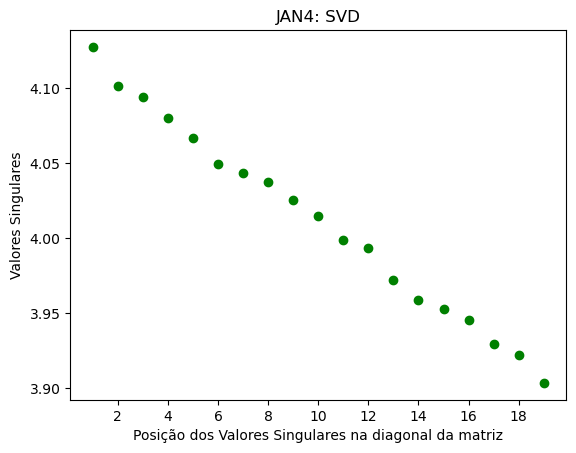 JAN4: SVD
Valores Singulares
4.10
4.05
4.00
3.95
3.90
2 4 6 8 10 12 14 16 18
Posição dos Valores Singulares na diagonal da matriz